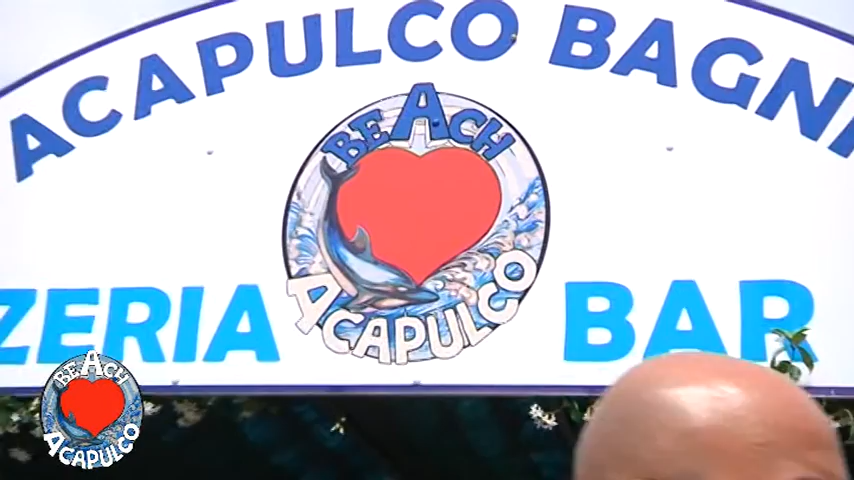 ACAPULCO BAGNI
BEACH
ACAPULCO
ZERIA BAR
BEACH
ACAPULCO